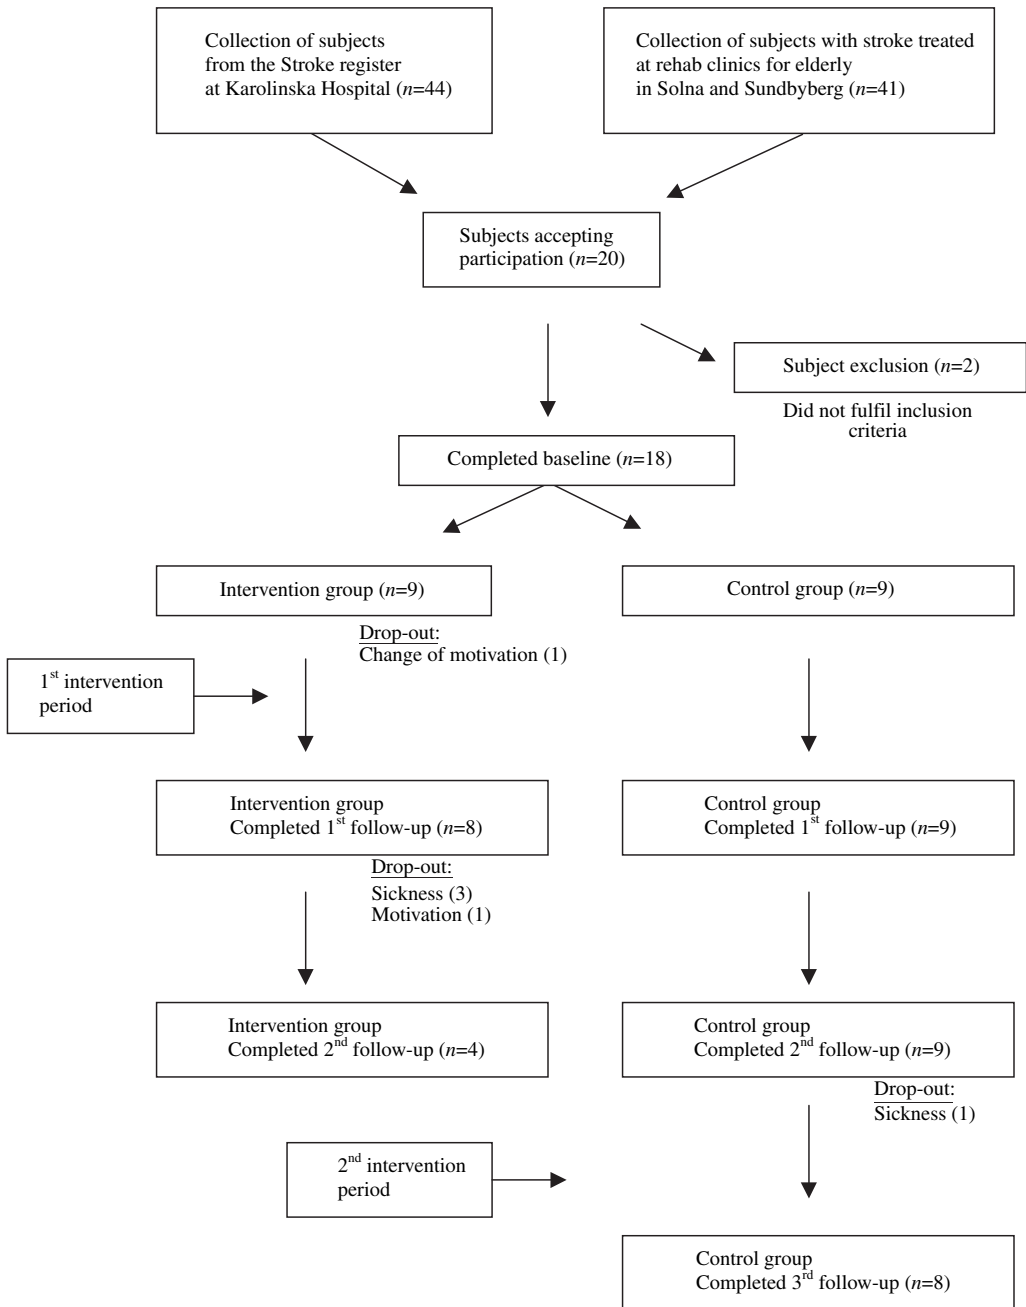 Collection of subjects
from the Stroke register
at Karolinska Hospital (n=44)
Collection of subjects with stroke treated
at rehab clinics for elderly
in Solna and Sundbyberg (n=41)
Subjects accepting
participation (n=20)
Subject exclusion (n=2)
Did not fulfil inclusion
criteria
Completed baseline (n=18)
Intervention group (n=9)
Control group (n=9)
Drop-out:
Change of motivation (1)
1st intervention
period
Intervention group
Completed 1st follow-up (n=8)
Control group
Completed 1st follow-up (n=9)
Drop-out:
Sickness (3)
Motivation (1)
Intervention group
Completed 2nd follow-up (n=4)
Control group
Completed 2nd follow-up (n=9)
Drop-out:
Sickness (1)
2nd intervention
period
Control group
Completed 3rd follow-up (n=8)